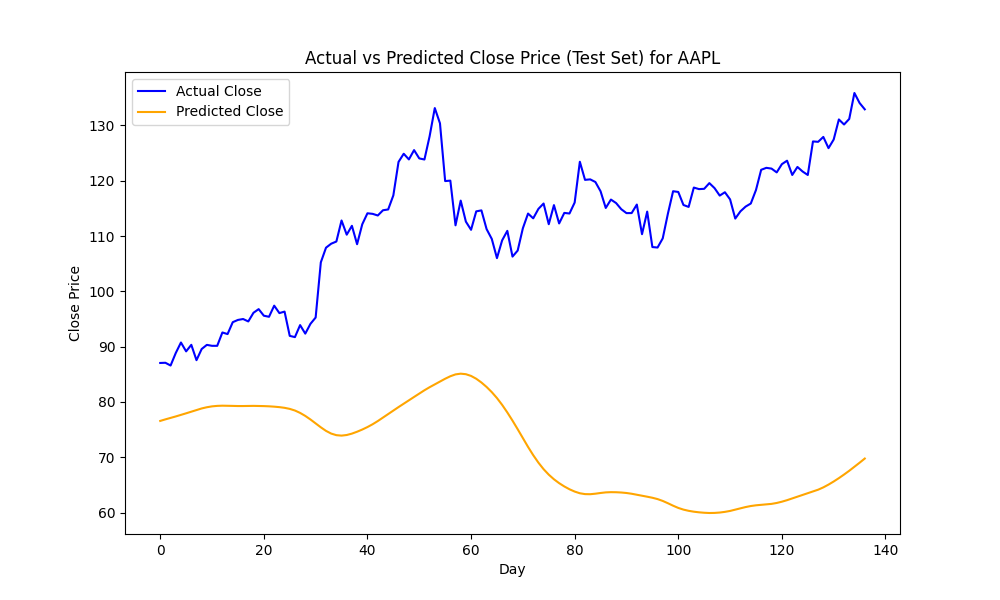 Actual vs Predicted Close Price (Test Set) for AAPL
Actual Close
Predicted Close
130
120
110
100
90
80
70
60
Close Price
0 20 40 60 80 100 120 140
Day